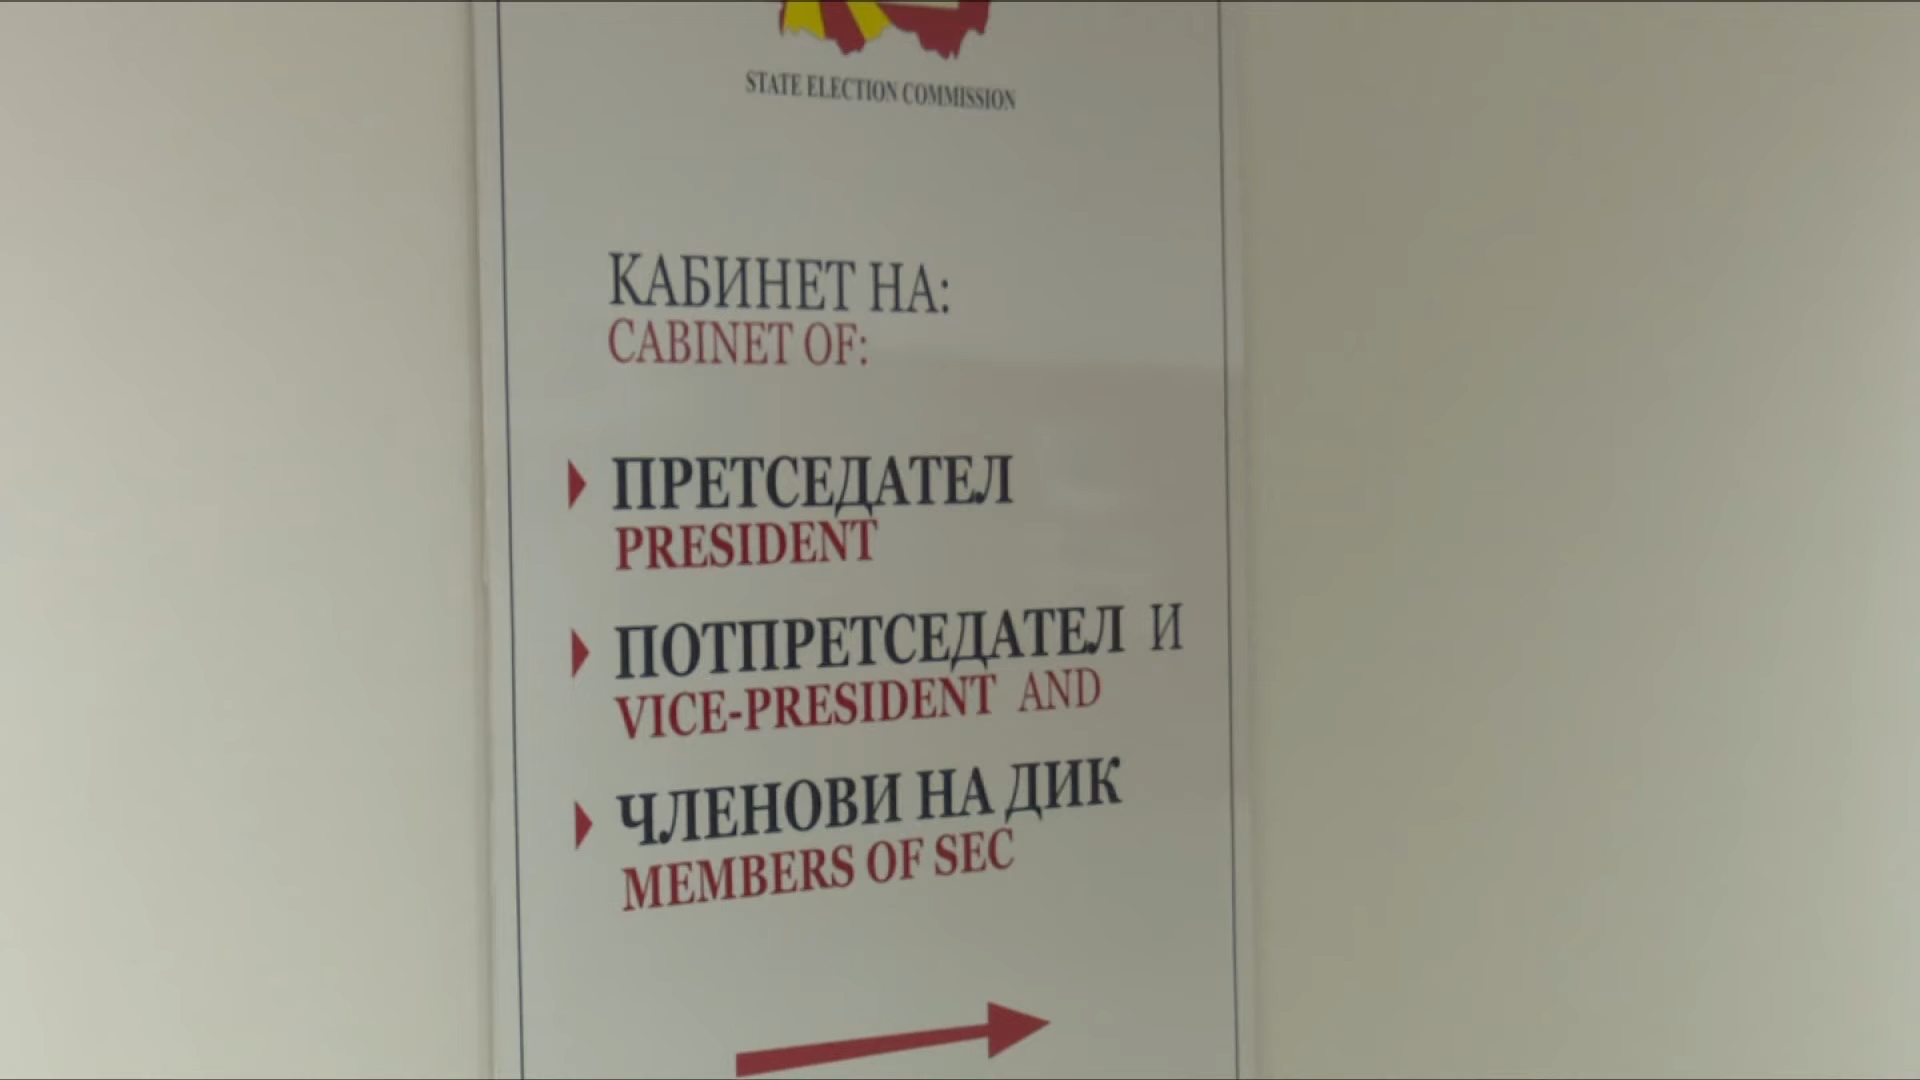 STATE ELECTION COMMISSION
КАБИНЕТ НА:
CABINET OF:
ПРЕТСЕДАТЕЛ
PRESIDENT
ПОТПРЕТСЕДАТЕЛ И
VICE-PRESIDENT AND
ЧЛЕНОВИ НА ДИК
MEMBERS OF SEC